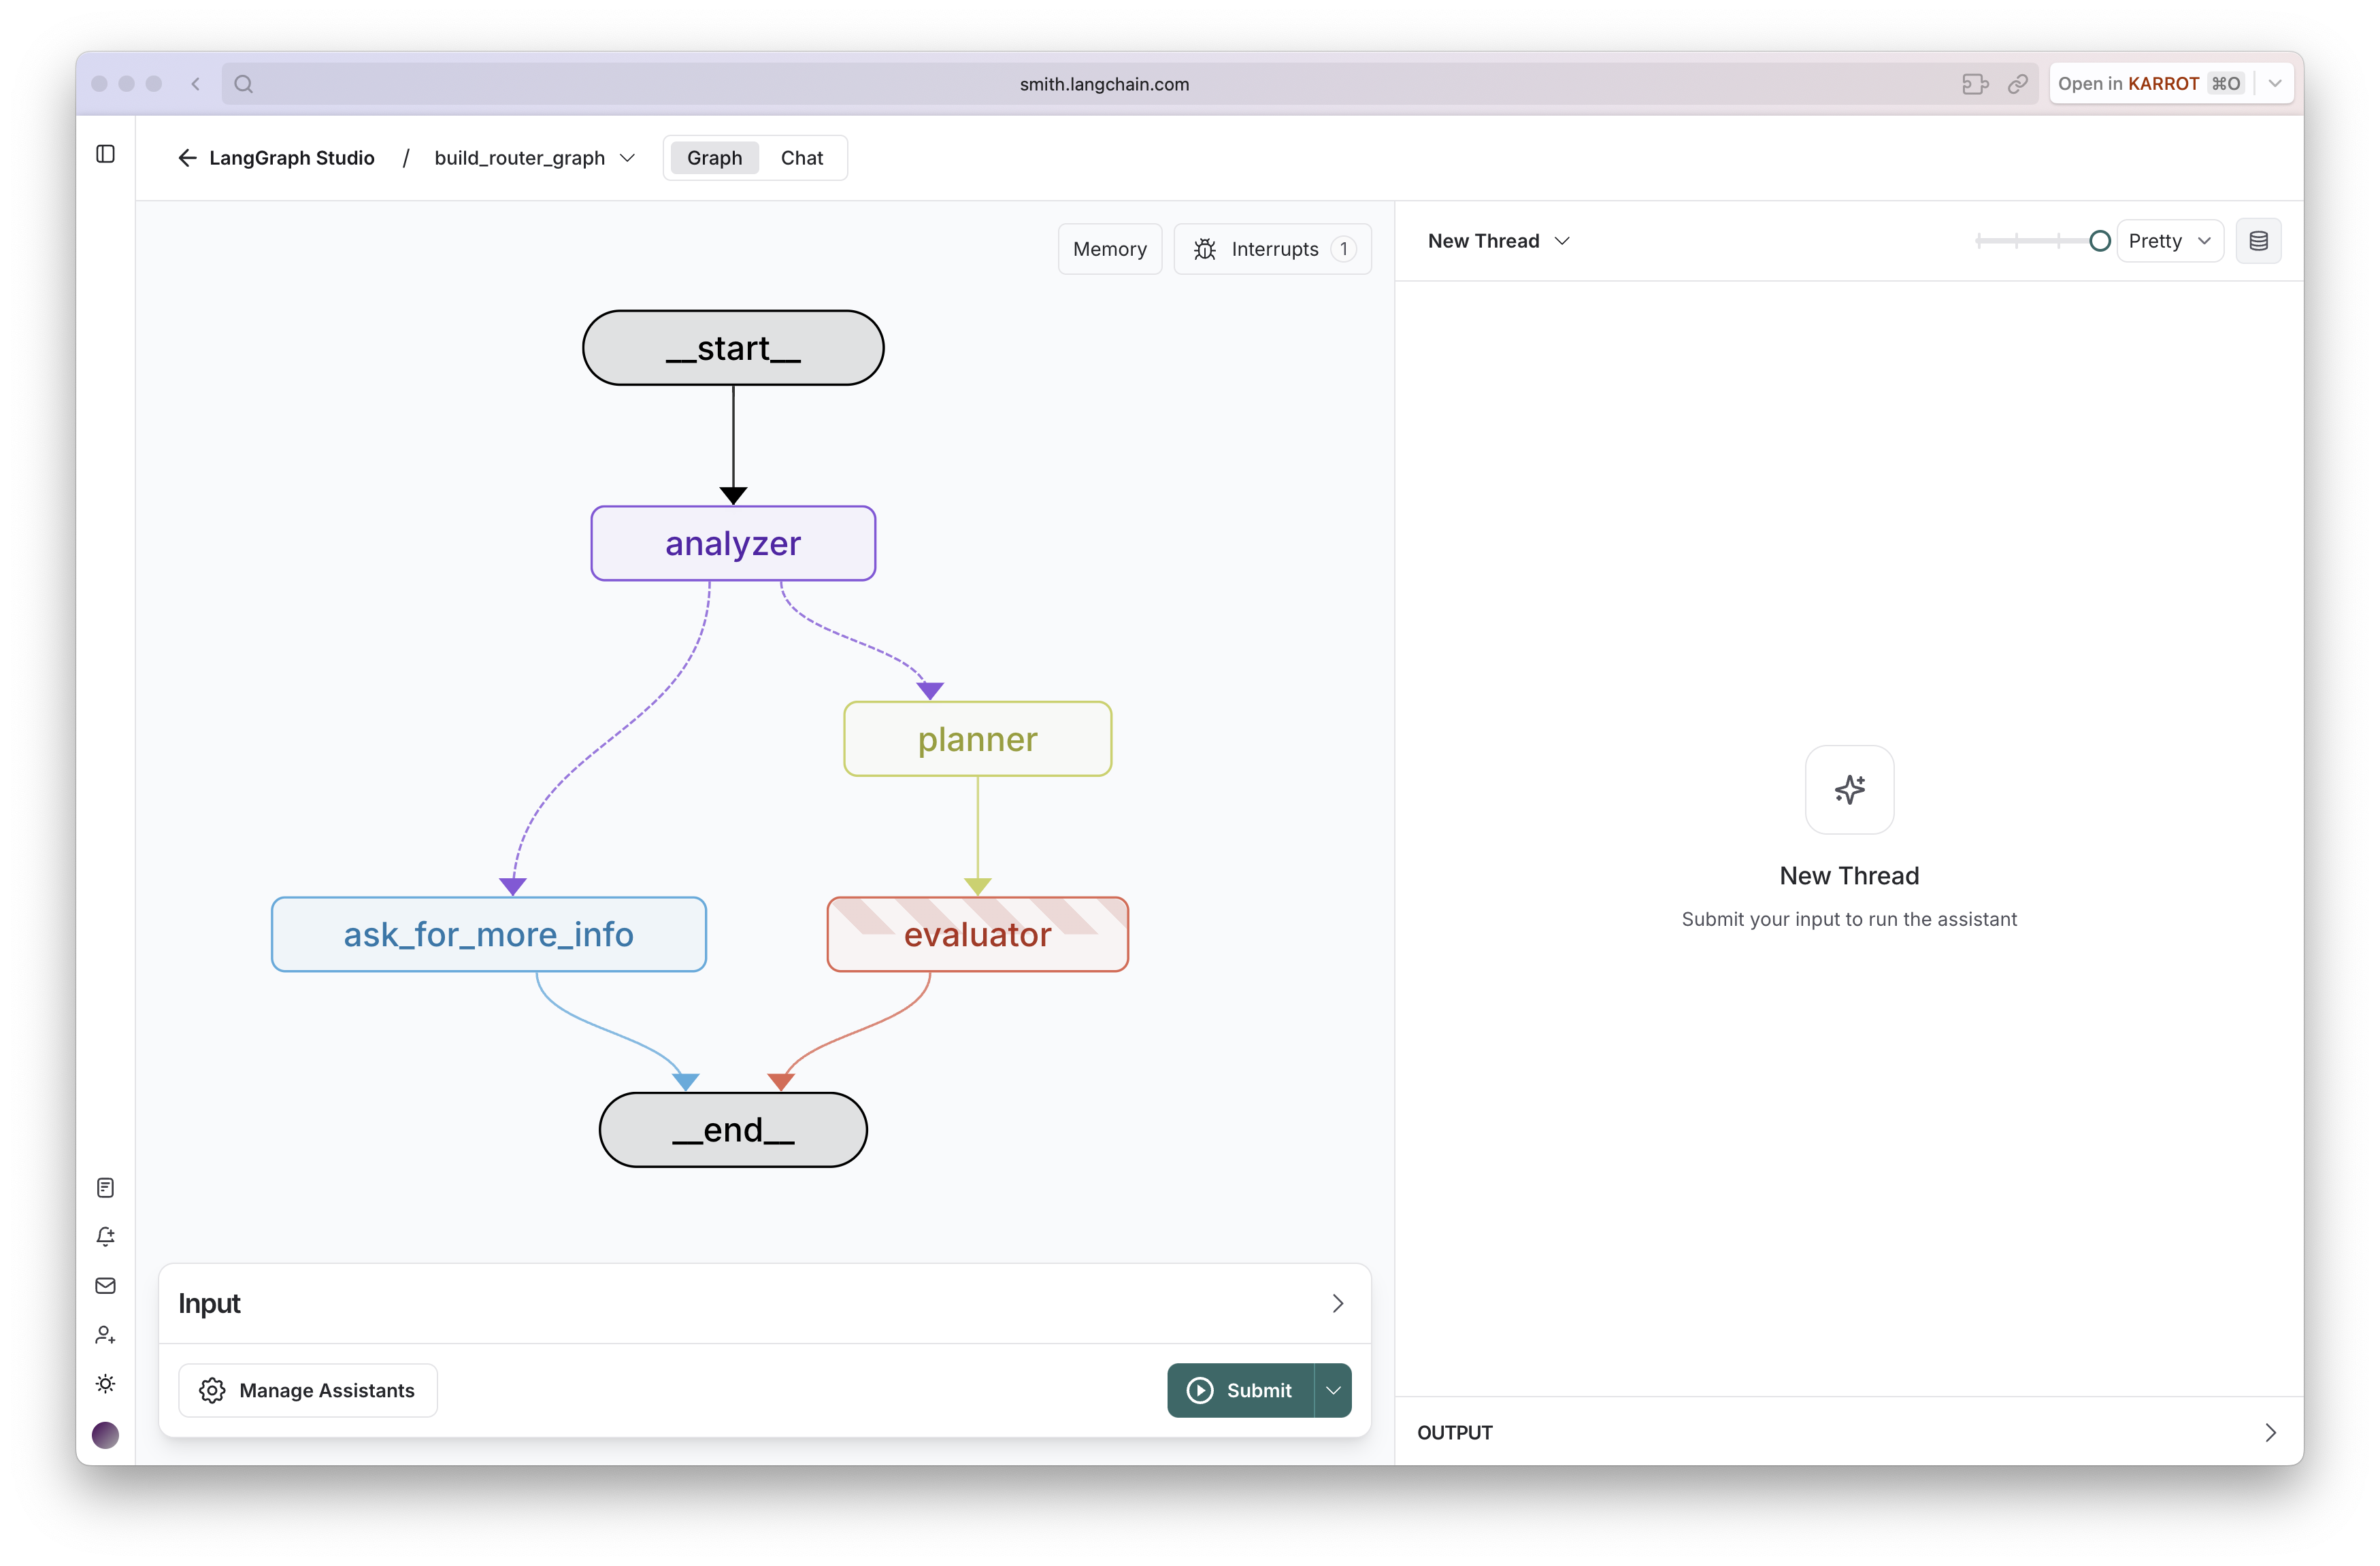 smith.langchain.com
Open in KARROT ⌘O
LangGraph Studio / build_router_graph
Graph Chat
Memory Interrupts 1
New Thread
Pretty
__start__
analyzer
planner
ask_for_more_info
evaluator
__end__
New Thread
Submit your input to run the assistant
Input
Manage Assistants
Submit
OUTPUT